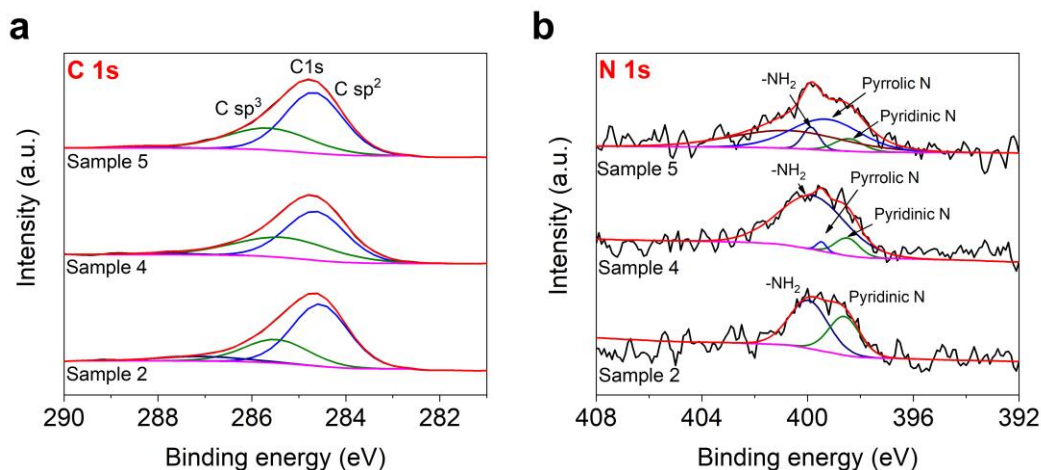 a
C 1s
C1s
C sp³
C sp²
Sample 5
Sample 4
Sample 2
Intensity (a.u.)
290 288 286 284 282
Binding energy (eV)
b
N 1s
-NH₂
Pyrrolic N
Pyridinic N
Sample 5
-NH₂
Pyrrolic N
Pyridinic N
Sample 4
-NH₂
Pyridinic N
Sample 2
Intensity (a.u.)
408 404 400 396 392
Binding energy (eV)